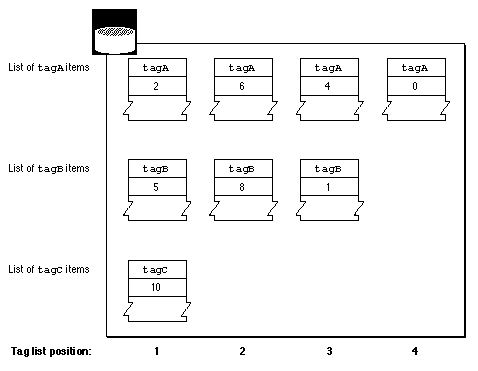 List of tagA items
tagA tagA tagA tagA
2 6 4 0
List of tagB items
tagB tagB tagB
5 8 1
List of tagC items
tagC
10
Tag list position: 1 2 3 4